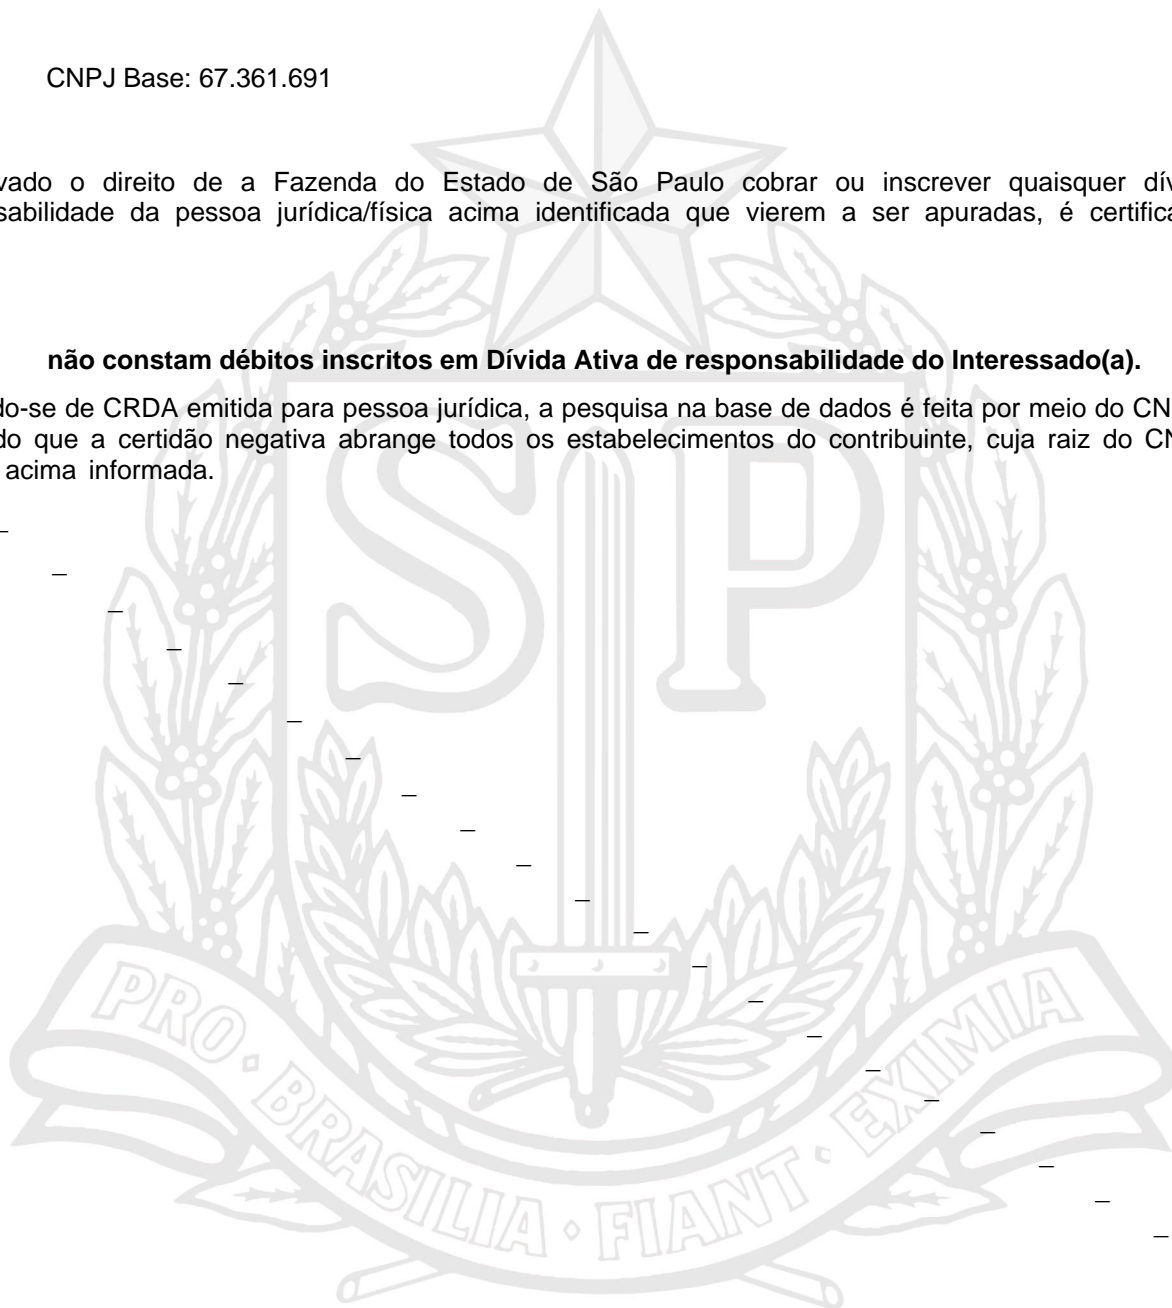 CNPJ Base: 67.361.691
vado o direito de a Fazenda do Estado de São Paulo cobrar ou inscrever quaisquer dív
sabilidade da pessoa jurídica/física acima identificada que vierem a ser apuradas, é certifica
não constam débitos inscritos em Dívida Ativa de responsabilidade do Interessado(a).
do-se de CRDA emitida para pessoa jurídica, a pesquisa na base de dados é feita por meio do CN
do que a certidão negativa abrange todos os estabelecimentos do contribuinte, cuja raiz do CN
acima informada.
SP
PRO · BRASILIA · FIANT · EXIMIA